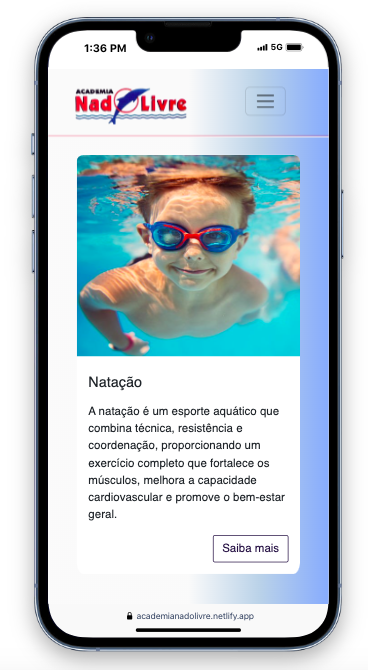 1:36 PM
5G
ACADEMIA
Nado Livre
Natação
A natação é um esporte aquático que
combina técnica, resistência e
coordenação, proporcionando um
exercício completo que fortalece os
músculos, melhora a capacidade
cardiovascular e promove o bem-estar
geral.
Saiba mais
academianadolivre.netlify.app